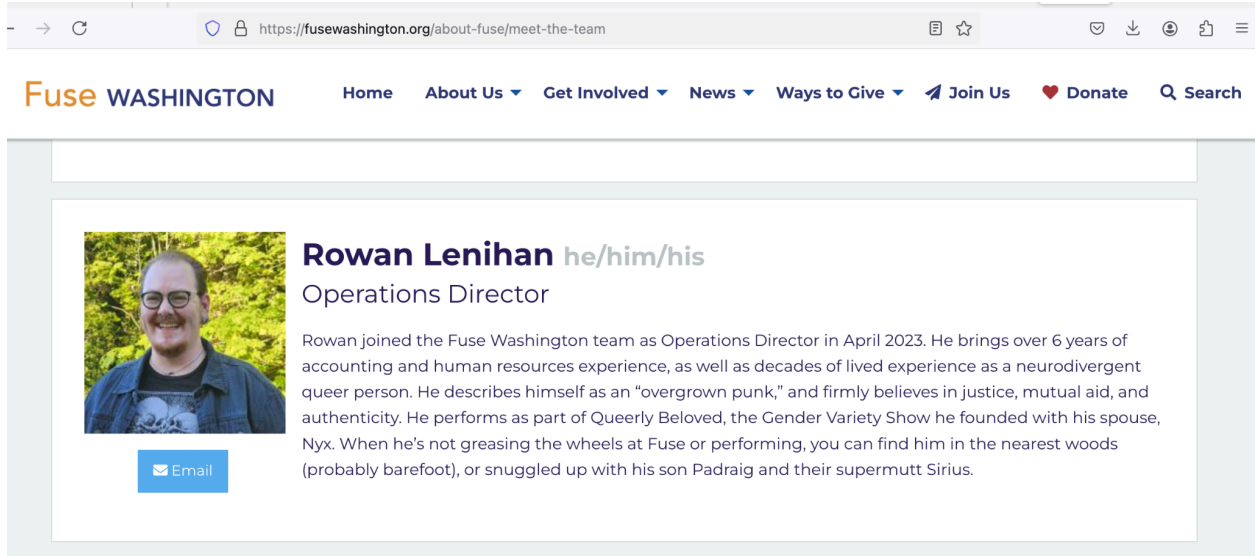 https://fusewashington.org/about-fuse/meet-the-team
Fuse WASHINGTON
Home About Us Get Involved News Ways to Give Join Us Donate Search
Rowan Lenihan he/him/his
Operations Director
Rowan joined the Fuse Washington team as Operations Director in April 2023. He brings over 6 years of
accounting and human resources experience, as well as decades of lived experience as a neurodivergent
queer person. He describes himself as an “overgrown punk,” and firmly believes in justice, mutual aid, and
authenticity. He performs as part of Queerly Beloved, the Gender Variety Show he founded with his spouse,
Nyx. When he’s not greasing the wheels at Fuse or performing, you can find him in the nearest woods
(probably barefoot), or snuggled up with his son Padraig and their supermutt Sirius.
Email